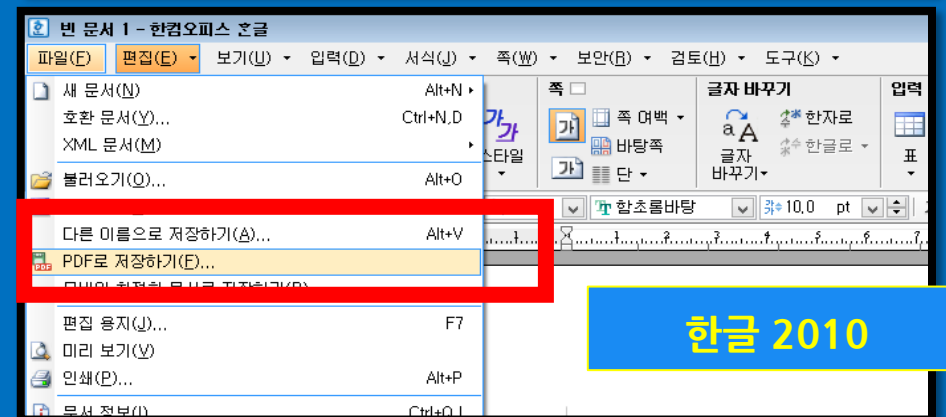 빈 문서 1 - 한컴오피스 한글
파일(F) 편집(E) 보기(U) 입력(D) 서식(J) 쪽(W) 보안(R) 검토(H) 도구(K)
새 문서(N) Alt+N
호환 문서(Y)... Ctrl+N,D
XML 문서(M)
불러오기(O)... Alt+O
다른 이름으로 저장하기(A)... Alt+V
PDF로 저장하기(F)...
편집 용지(J)... F7
미리 보기(V)
인쇄(P)... Alt+P
문서 정보(I)...
스타일
쪽
쪽 여백
바탕쪽
단
글자 바꾸기
글자
바꾸기
한자로
한글로
입력
표
함초롬바탕 10.0 pt
한글 2010